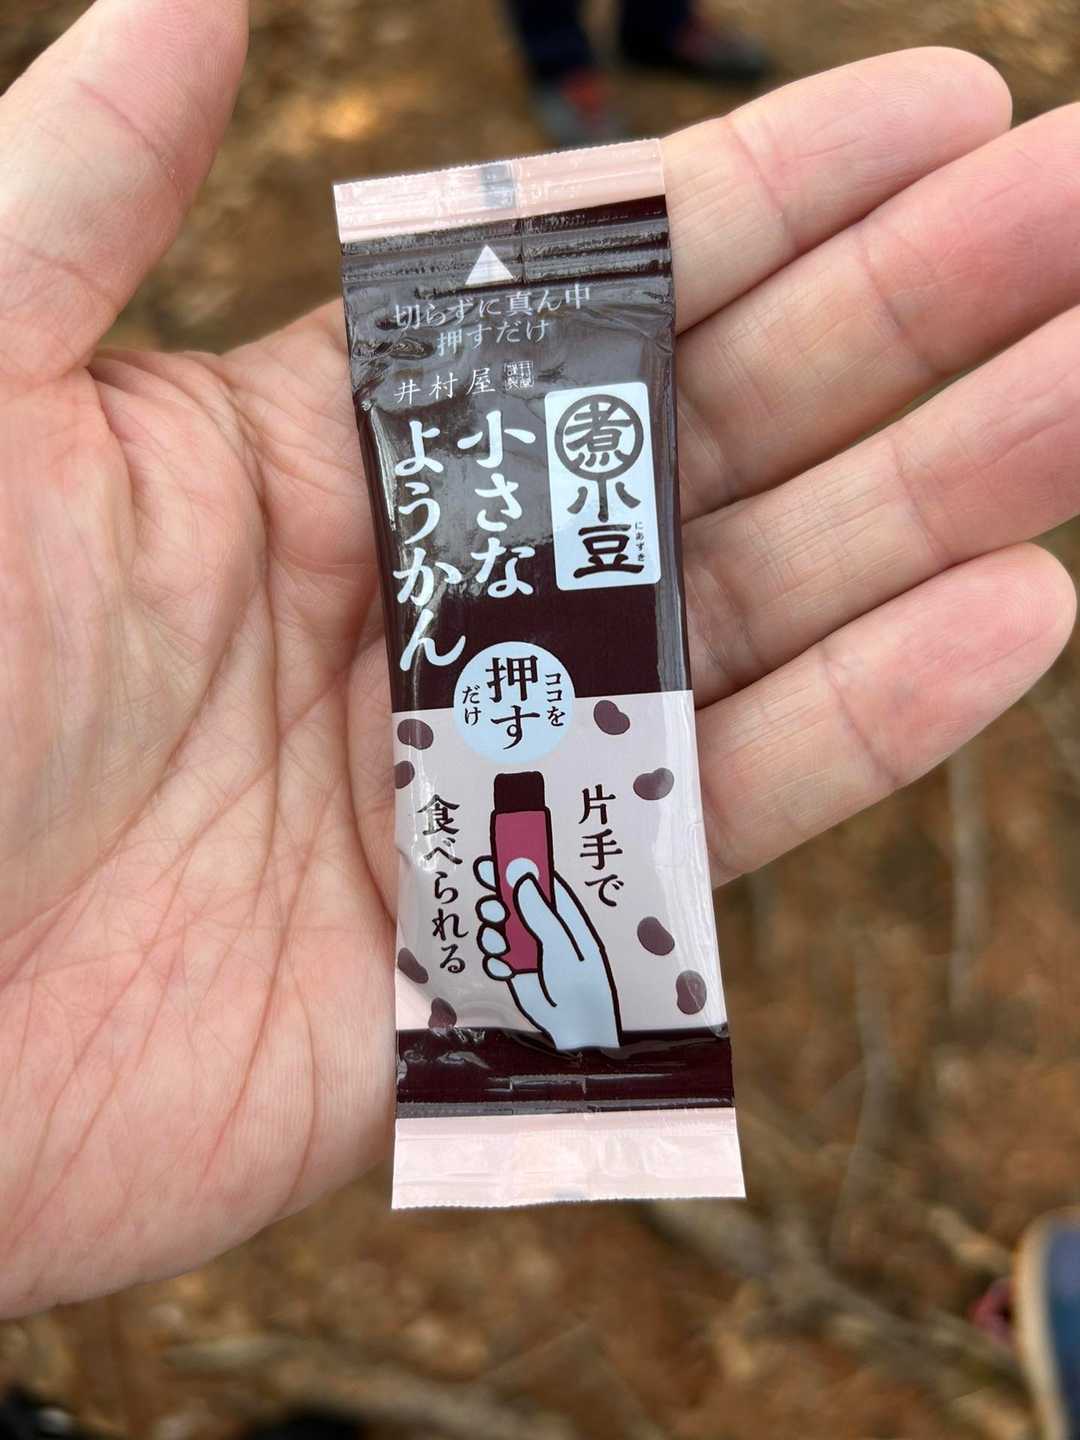 切らずに真ん中
押すだけ
井村屋
煮小豆
にあずき
小さな
ようかん
ココを
押す
だけ
片手で
食べられる